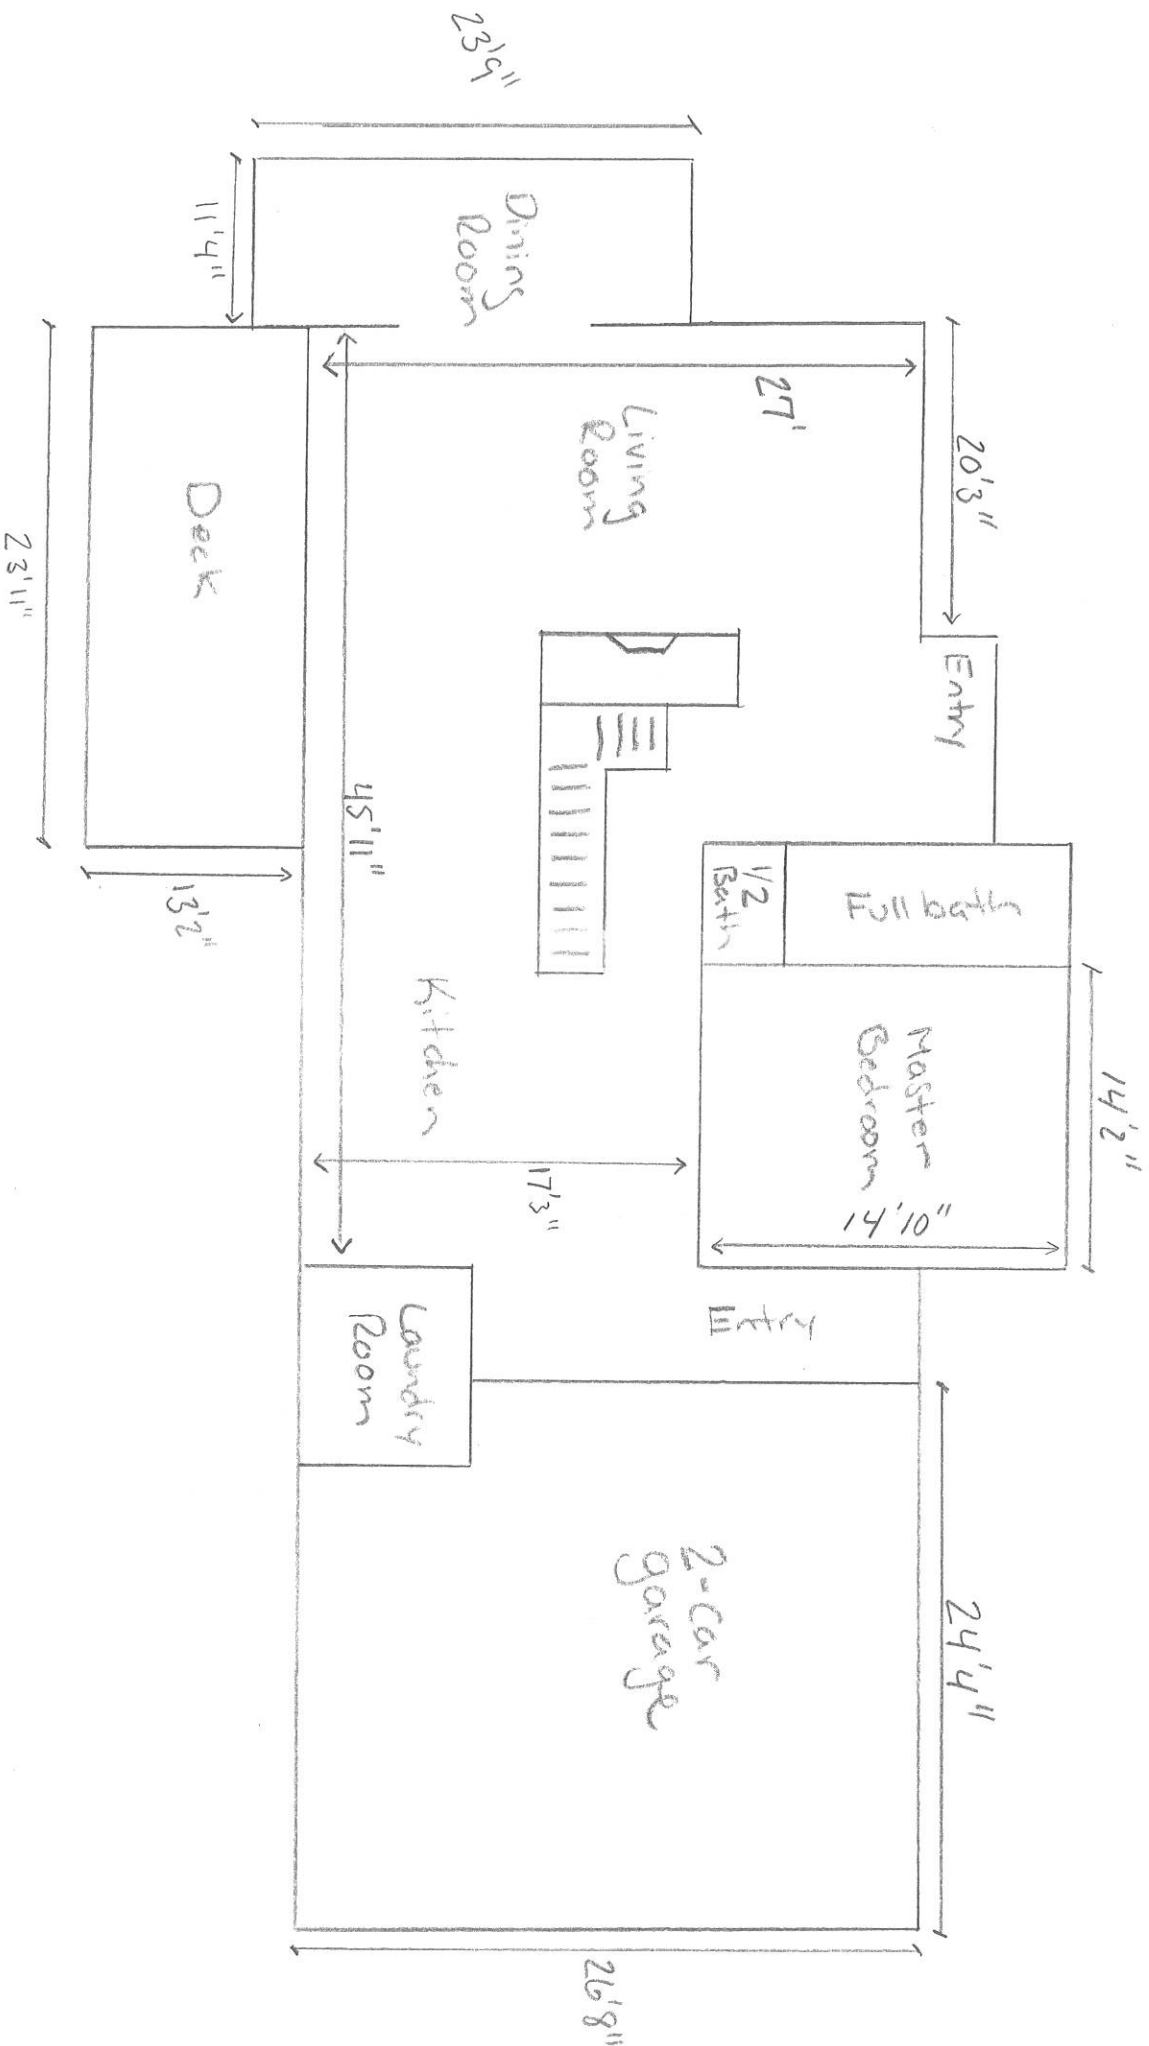 14'2"
20'3"
Entry
24'4"
Full bath
Master
Bedroom
14'10"
27'
1/2
Bath
Entry
2-car
garage
Living
Room
26'8"
17'3"
Dining
Room
23'9"
Kitchen
Laundry
Room
45'11"
11'4"
Deck
13'2"
23'11"